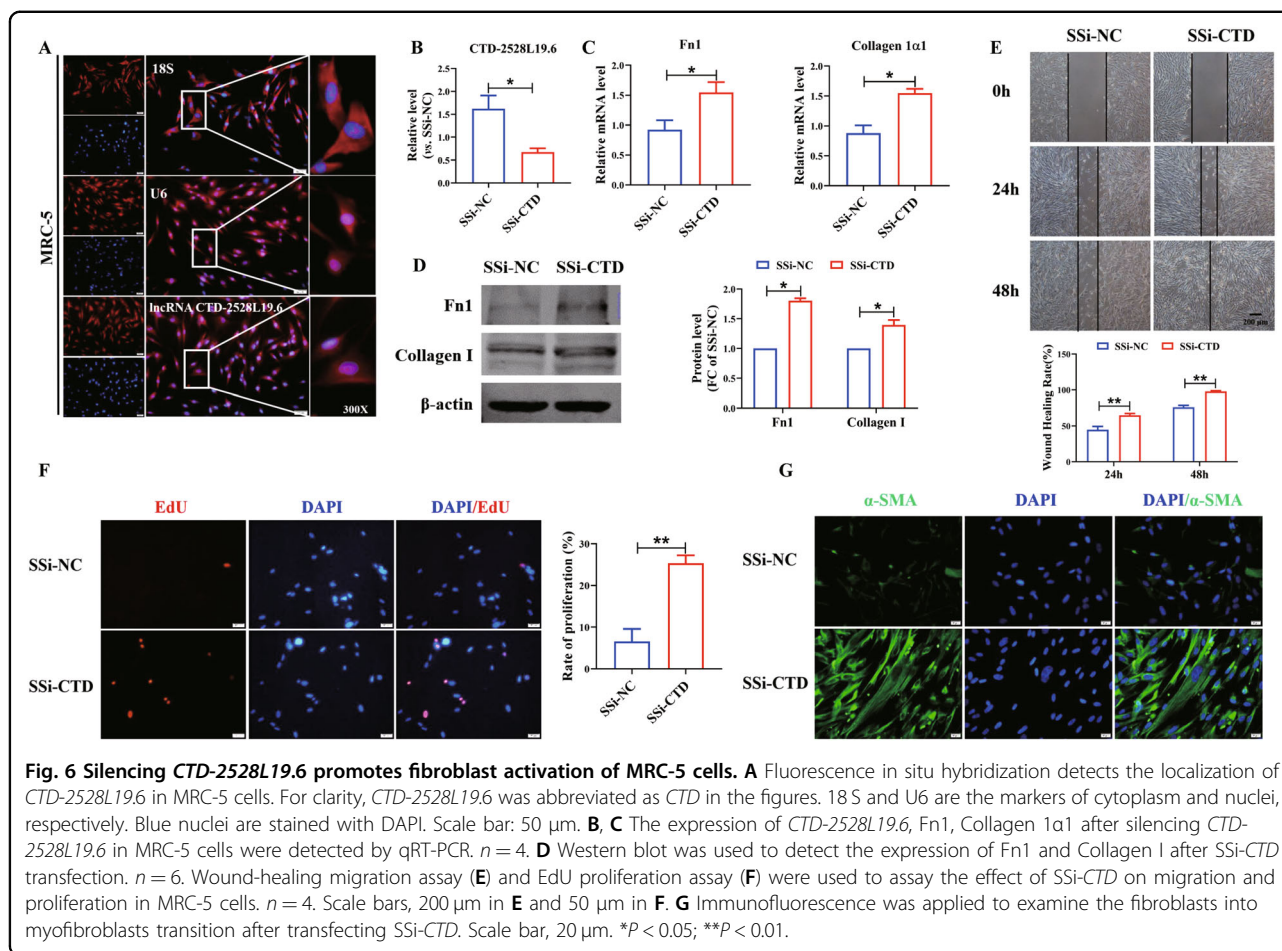 A
MRC-5
18S
U6
lncRNA CTD-2528L19.6
300X
B
CTD-2528L19.6
Relative level
(vs. SSi-NC)
2.0
1.5
1.0
0.5
0.0
*
SSi-NC
SSi-CTD
C
Fn1
Relative mRNA level
2.0
1.5
1.0
0.5
0.0
*
SSi-NC
SSi-CTD
Collagen 1α1
Relative mRNA level
2.0
1.5
1.0
0.5
0.0
*
SSi-NC
SSi-CTD
D
SSi-NC SSi-CTD
Fn1
Collagen I
β-actin
SSi-NC SSi-CTD
Protein level
(FC of SSi-NC)
2.0
1.5
1.0
0.5
0.0
*
*
Fn1 Collagen I
E
SSi-NC SSi-CTD
0h
24h
48h
200 μm
SSi-NC SSi-CTD
Wound Healing Rate(%)
150
100
50
0
**
**
24h 48h
F
EdU DAPI DAPI/EdU
SSi-NC
SSi-CTD
Rate of proliferation (%)
30
20
10
0
**
SSi-NC
SSi-CTD
G
α-SMA DAPI DAPI/α-SMA
SSi-NC
SSi-CTD
Fig. 6 Silencing CTD-2528L19.6 promotes fibroblast activation of MRC-5 cells. A Fluorescence in situ hybridization detects the localization of
CTD-2528L19.6 in MRC-5 cells. For clarity, CTD-2528L19.6 was abbreviated as CTD in the figures. 18 S and U6 are the markers of cytoplasm and nuclei,
respectively. Blue nuclei are stained with DAPI. Scale bar: 50 μm. B, C The expression of CTD-2528L19.6, Fn1, Collagen 1α1 after silencing CTD-
2528L19.6 in MRC-5 cells were detected by qRT-PCR. n = 4. D Western blot was used to detect the expression of Fn1 and Collagen I after SSi-CTD
transfection. n = 6. Wound-healing migration assay (E) and EdU proliferation assay (F) were used to assay the effect of SSi-CTD on migration and
proliferation in MRC-5 cells. n = 4. Scale bars, 200 μm in E and 50 μm in F. G Immunofluorescence was applied to examine the fibroblasts into
myofibroblasts transition after transfecting SSi-CTD. Scale bar, 20 μm. *P < 0.05; **P < 0.01.